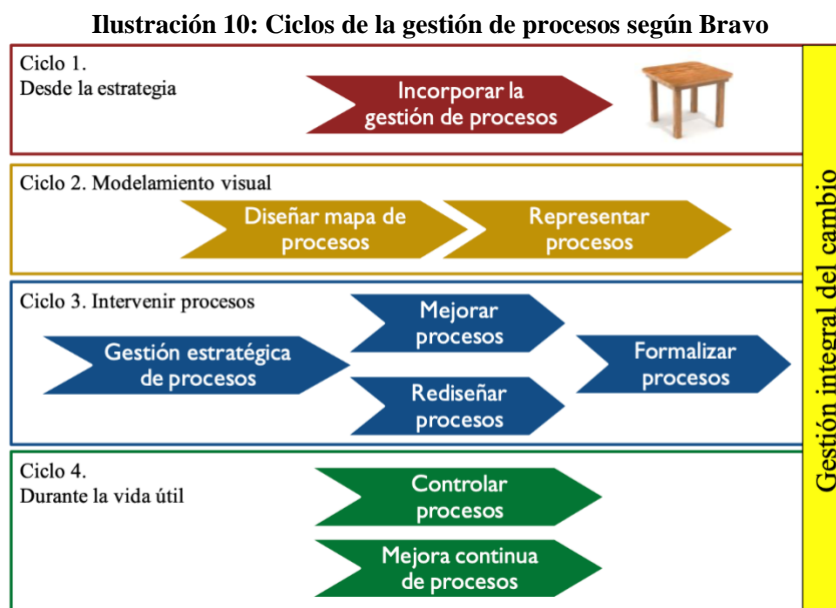 Ilustración 10: Ciclos de la gestión de procesos según Bravo
Ciclo 1.
Desde la estrategia
Incorporar la
gestión de procesos
Ciclo 2. Modelamiento visual
Diseñar mapa de
procesos
Representar
procesos
Ciclo 3. Intervenir procesos
Gestión estratégica
de procesos
Mejorar
procesos
Rediseñar
procesos
Formalizar
procesos
Ciclo 4.
Durante la vida útil
Controlar
procesos
Mejora continua
de procesos
Gestión integral del cambio